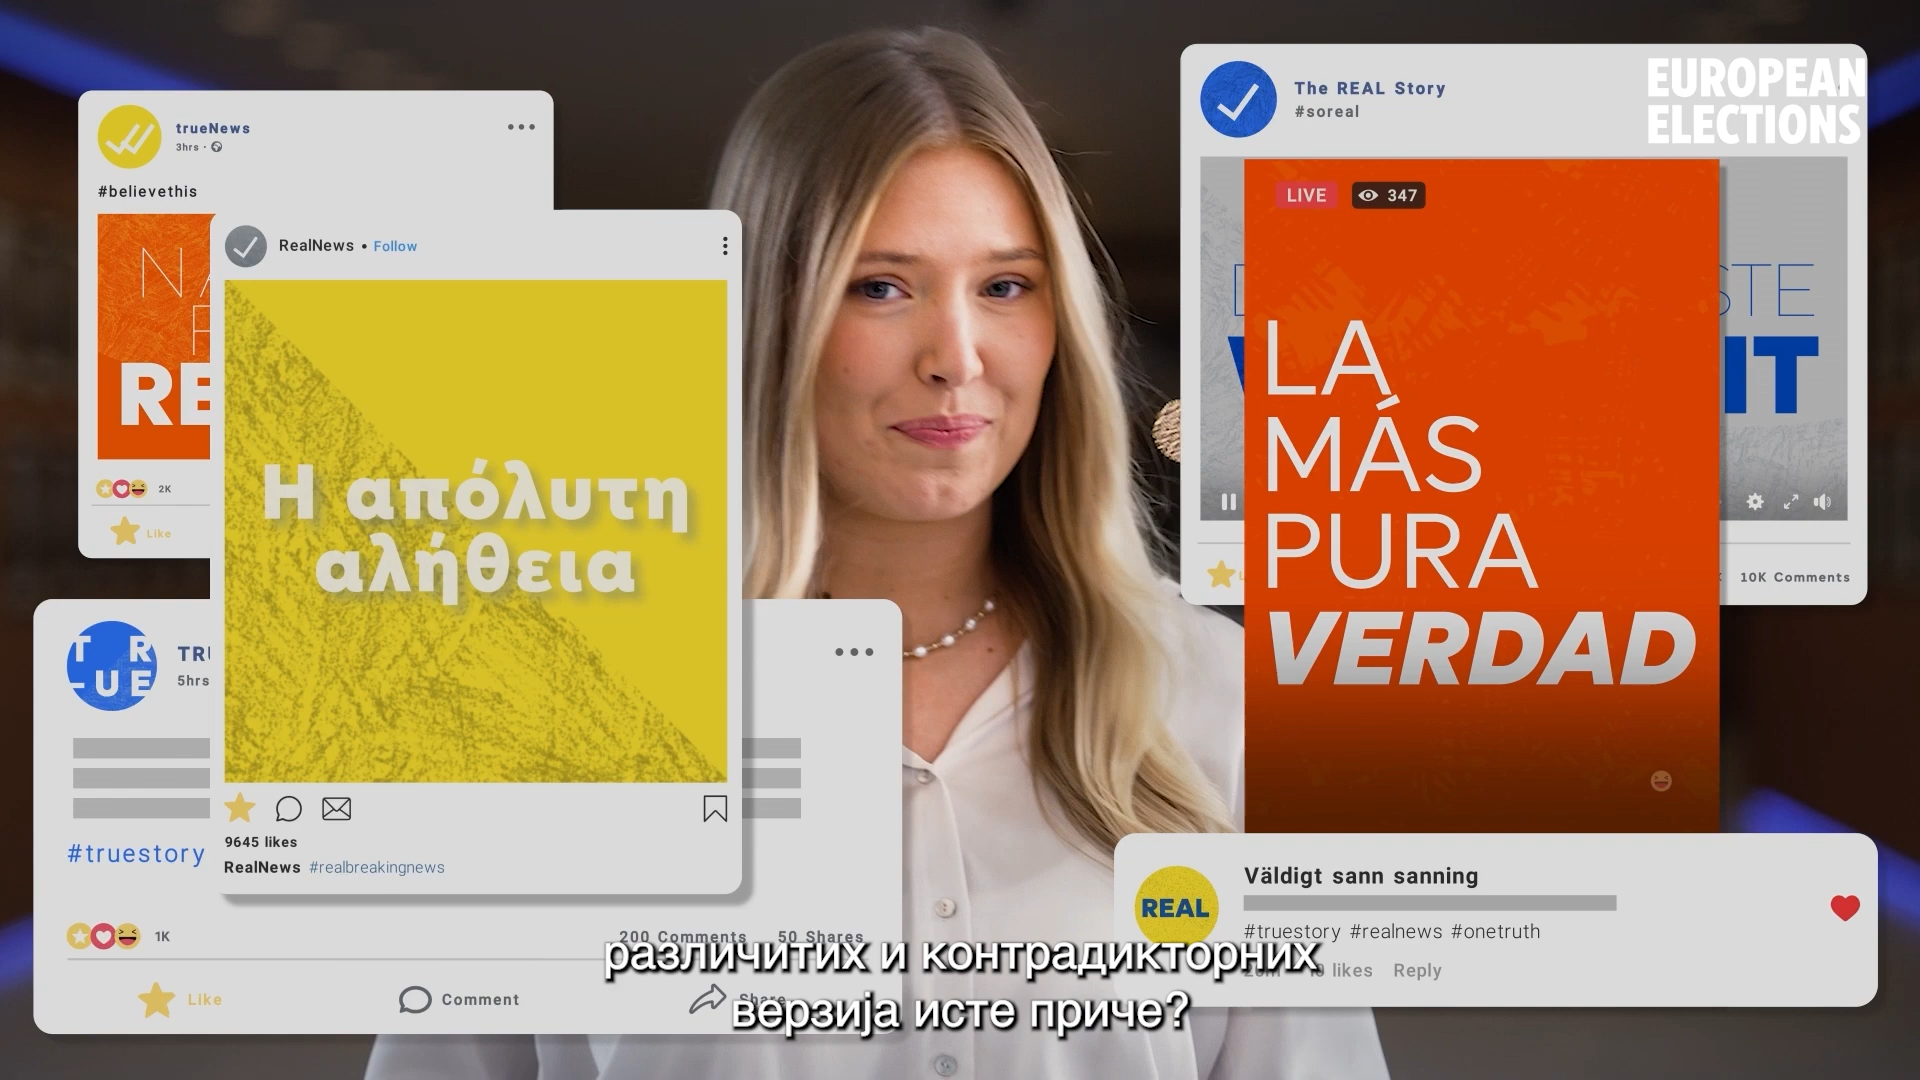 trueNews
3hrs
#believethis
2K
Like
RealNews • Follow
Η απόλυτη
αλήθεια
9645 likes
RealNews #realbreakingnews
5hrs
#truestory
1K
200 Comments 50 Shares
Like Comment Share
The REAL Story
#soreal
EUROPEAN
ELECTIONS
LIVE 347
LA
MÁS
PURA
VERDAD
10K Comments
REAL
Väldigt sann sanning
#truestory #realnews #onetruth
likes Reply
различитих и контрадикторних
верзија исте приче?